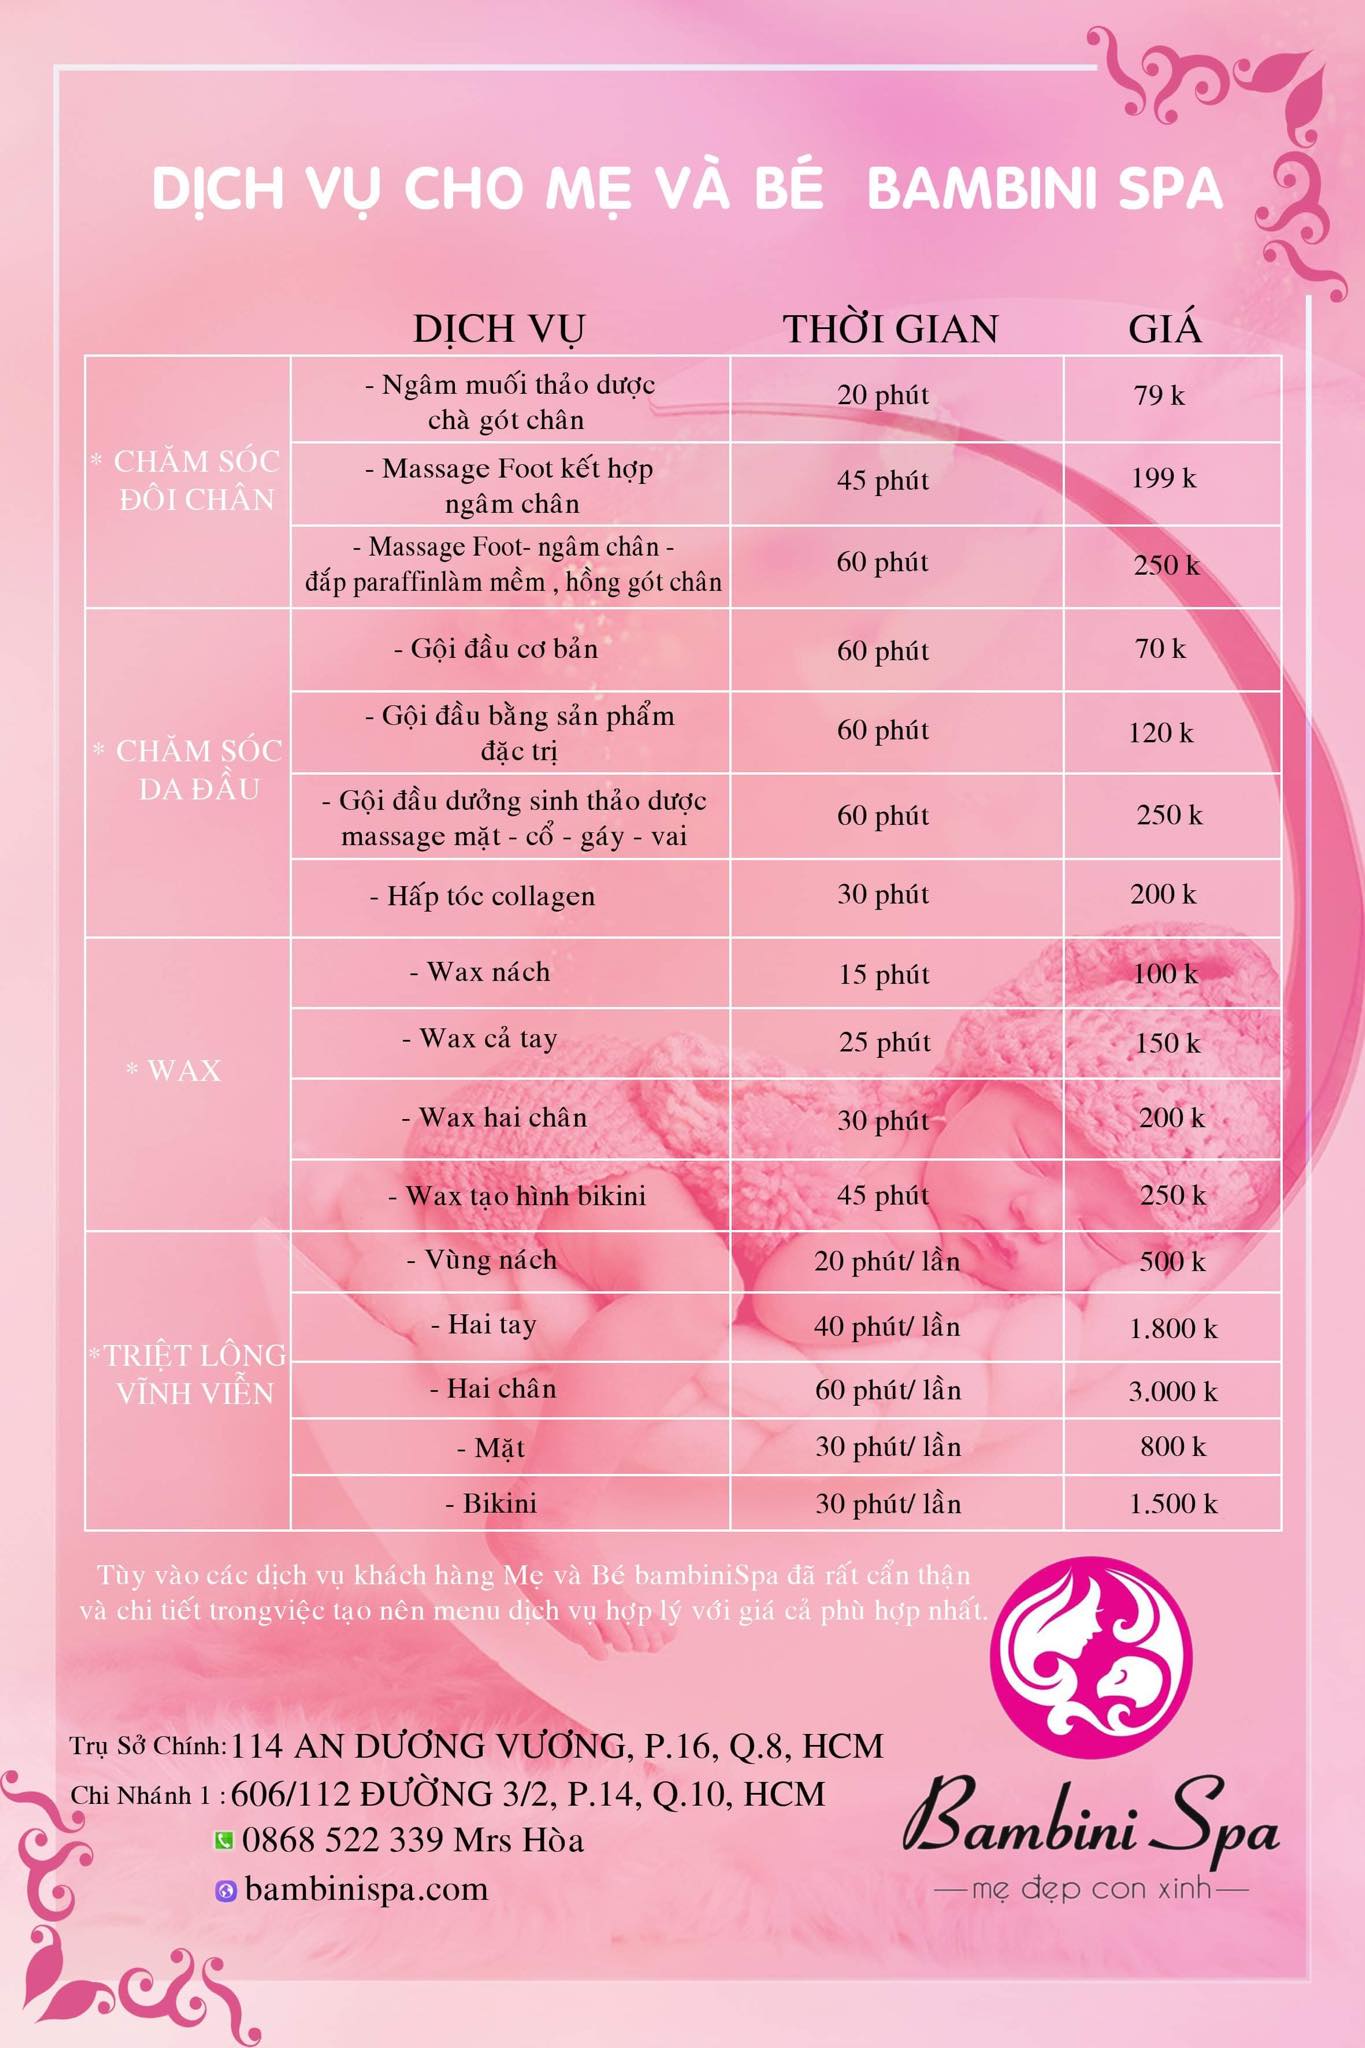 DỊCH VỤ CHO MẸ VÀ BÉ BAMBINI SPA
DỊCH VỤ THỜI GIAN GIÁ
* CHĂM SÓC
ĐÔI CHÂN
- Ngâm muối thảo dược
chà gót chân
20 phút 79 k
- Massage Foot kết hợp
ngâm chân
45 phút 199 k
- Massage Foot- ngâm chân -
đắp paraffinlàm mềm , hồng gót chân
60 phút 250 k
* CHĂM SÓC
DA ĐẦU
- Gội đầu cơ bản 60 phút 70 k
- Gội đầu bằng sản phẩm
đặc trị
60 phút 120 k
- Gội đầu dưởng sinh thảo dược
massage mặt - cổ - gáy - vai
60 phút 250 k
- Hấp tóc collagen 30 phút 200 k
* WAX
- Wax nách 15 phút 100 k
- Wax cả tay 25 phút 150 k
- Wax hai chân 30 phút 200 k
- Wax tạo hình bikini 45 phút 250 k
*TRIỆT LÔNG
VĨNH VIỄN
- Vùng nách 20 phút/ lần 500 k
- Hai tay 40 phút/ lần 1.800 k
- Hai chân 60 phút/ lần 3.000 k
- Mặt 30 phút/ lần 800 k
- Bikini 30 phút/ lần 1.500 k
Tùy vào các dịch vụ khách hàng Mẹ và Bé bambiniSpa đã rất cẩn thận
và chi tiết trongviệc tạo nên menu dịch vụ hợp lý với giá cả phù hợp nhất.
Trụ Sở Chính: 114 AN DƯƠNG VƯƠNG, P.16, Q.8, HCM
Chi Nhánh 1 : 606/112 ĐƯỜNG 3/2, P.14, Q.10, HCM
0868 522 339 Mrs Hòa
bambinispa.com
Bambini Spa
—mẹ đẹp con xinh—